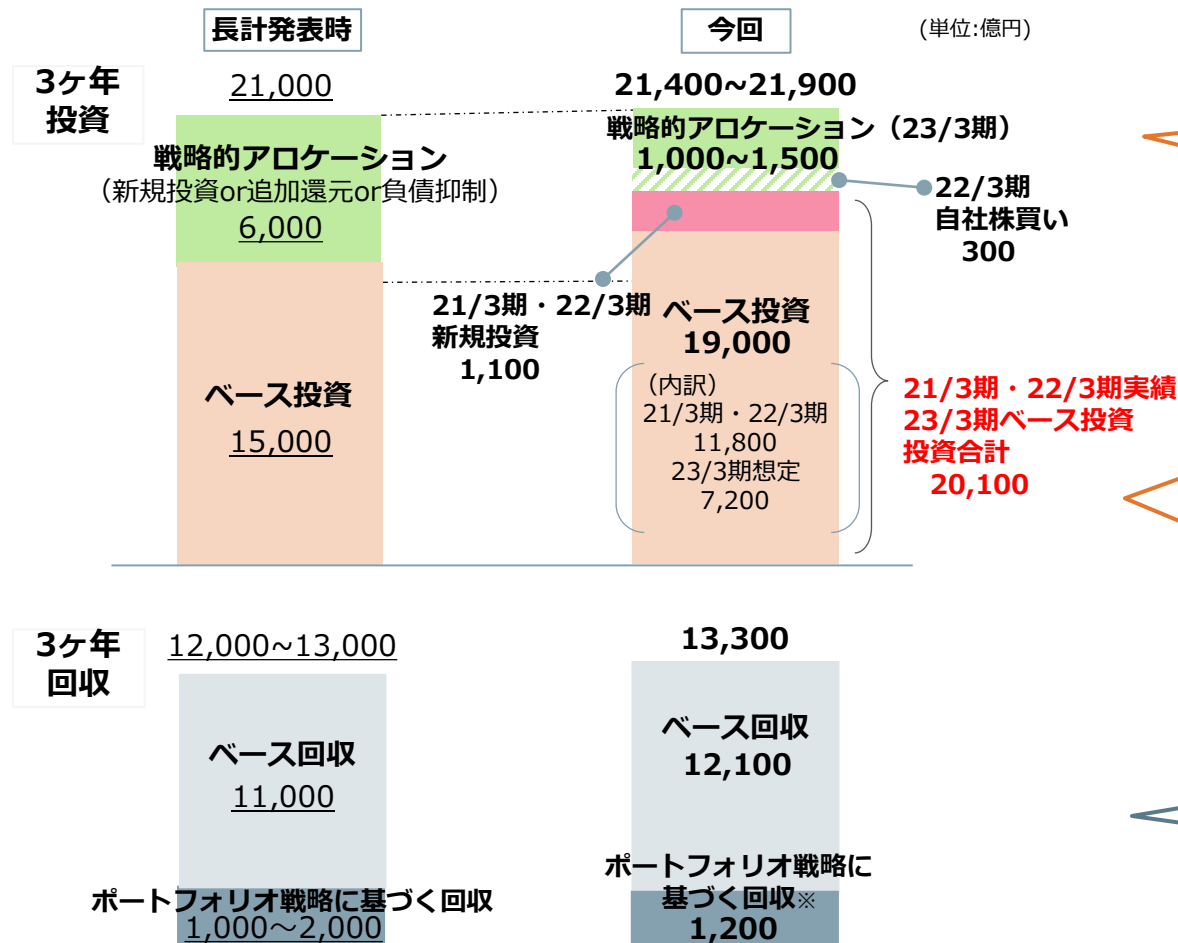 長計発表時
今回
(単位:億円)
3ヶ年
投資
21,000
戦略的アロケーション
（新規投資or追加還元or負債抑制）
6,000
ベース投資
15,000
21,400~21,900
戦略的アロケーション（23/3期）
1,000~1,500
22/3期
自社株買い
300
21/3期・22/3期
新規投資
1,100
ベース投資
19,000
（内訳）
21/3期・22/3期
11,800
23/3期想定
7,200
21/3期・22/3期実績
23/3期ベース投資
投資合計
20,100
3ヶ年
回収
12,000~13,000
ベース回収
11,000
ポートフォリオ戦略に基づく回収
1,000～2,000
13,300
ベース回収
12,100
ポートフォリオ戦略に
基づく回収※
1,200